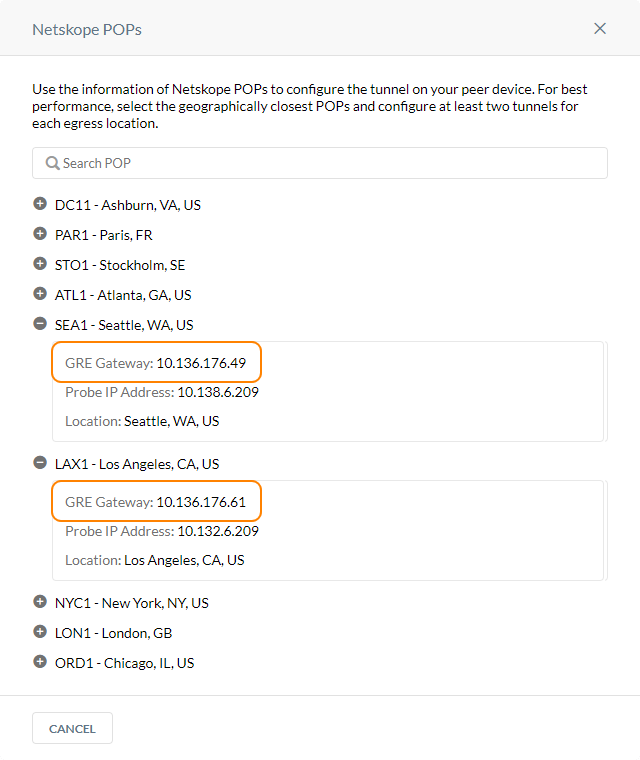 Netskope POPs
Use the information of Netskope POPs to configure the tunnel on your peer device. For best
performance, select the geographically closest POPs and configure at least two tunnels for
each egress location.
Search POP
DC11 - Ashburn, VA, US
PAR1 - Paris, FR
STO1 - Stockholm, SE
ATL1 - Atlanta, GA, US
SEA1 - Seattle, WA, US
GRE Gateway: 10.136.176.49
Probe IP Address: 10.138.6.209
Location: Seattle, WA, US
LAX1 - Los Angeles, CA, US
GRE Gateway: 10.136.176.61
Probe IP Address: 10.132.6.209
Location: Los Angeles, CA, US
NYC1 - New York, NY, US
LON1 - London, GB
ORD1 - Chicago, IL, US
CANCEL